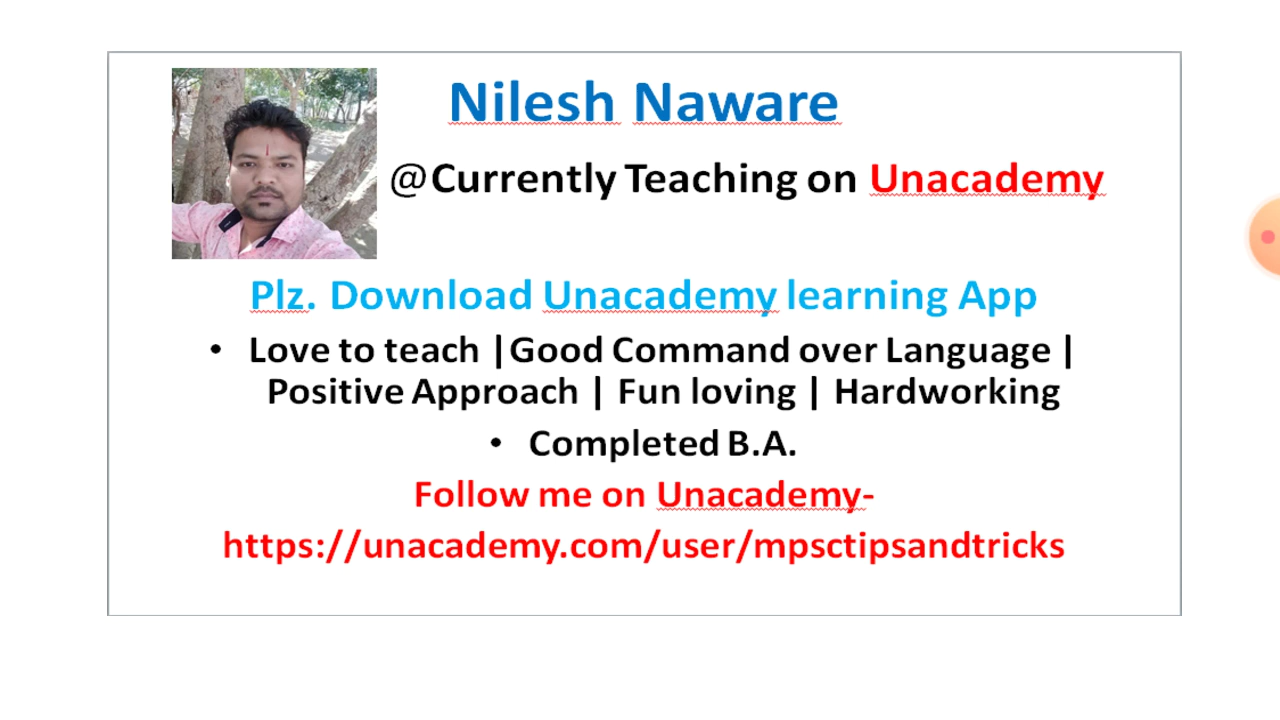 Nilesh Naware
@Currently Teaching on Unacademy
Plz. Download Unacademy learning App
• Love to teach |Good Command over Language |
Positive Approach | Fun loving | Hardworking
• Completed B.A.
Follow me on Unacademy-
https://unacademy.com/user/mpsctipsandtricks